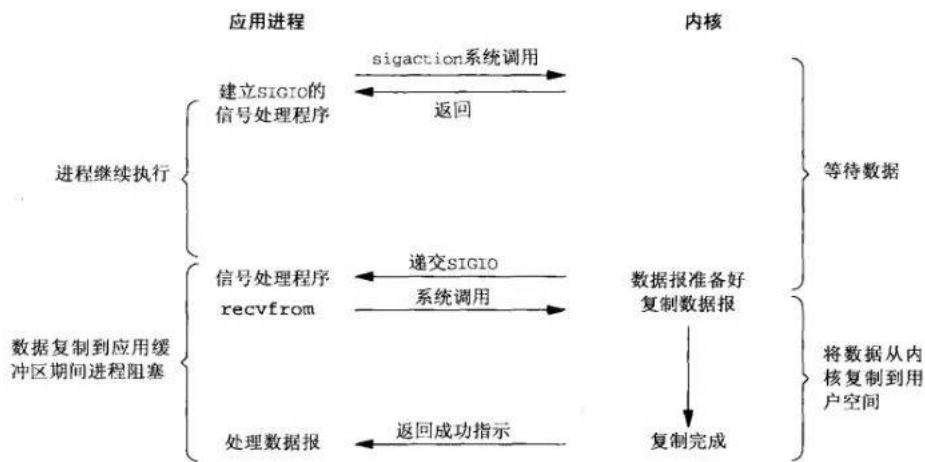 应用进程
内核
sigaction系统调用
建立SIGIO的
信号处理程序
返回
进程继续执行
等待数据
递交SIGIO
信号处理程序
数据报准备好
recvfrom
系统调用
复制数据报
数据复制到应用缓
冲区期间进程阻塞
将数据从内
核复制到用
户空间
返回成功指示
处理数据报
复制完成